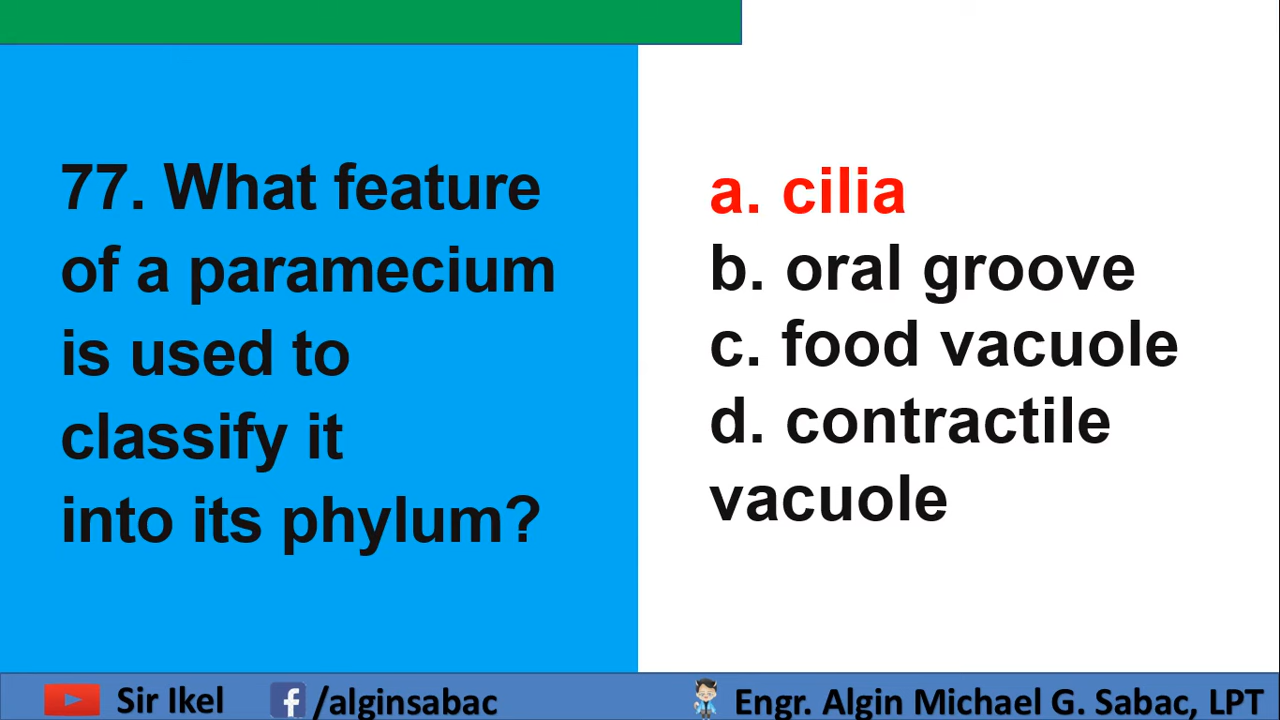 77. What feature
of a paramecium
is used to
classify it
into its phylum?
a. cilia
b. oral groove
c. food vacuole
d. contractile
vacuole
Sir Ikel
/alginsabac
Engr. Algin Michael G. Sabac, LPT